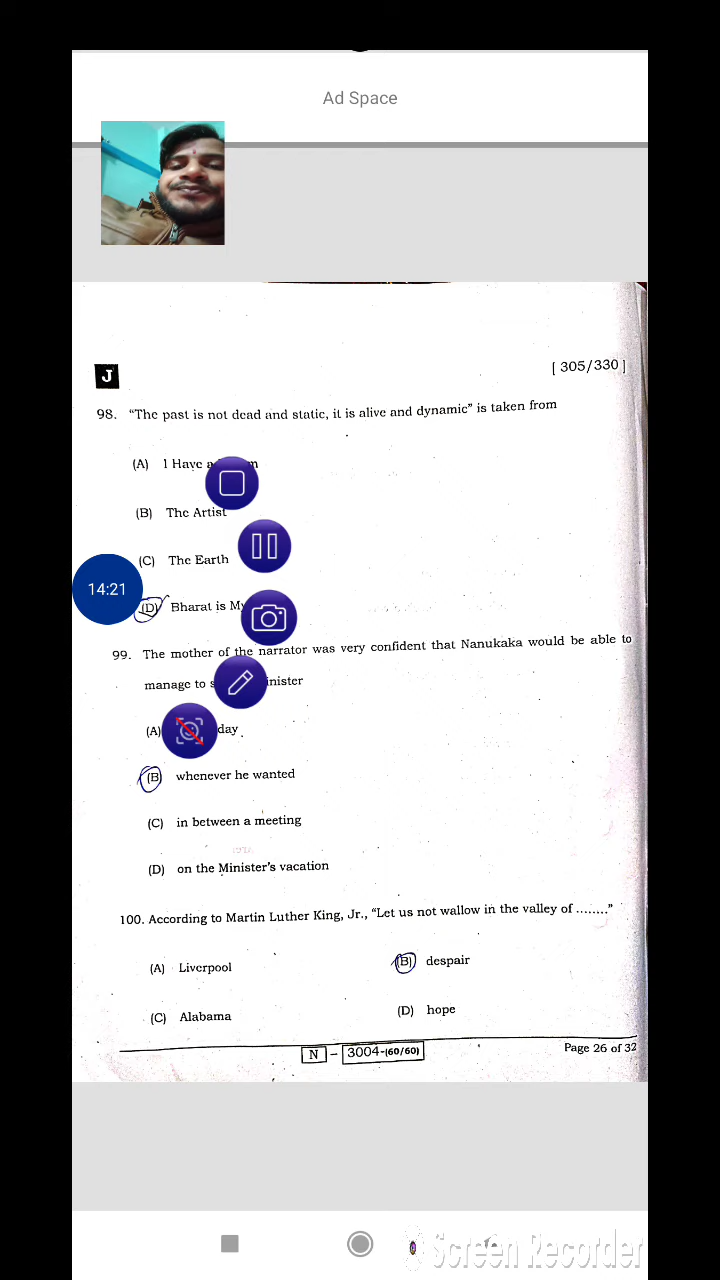 Ad Space
J
[ 305/330 ]
98. "The past is not dead and static, it is alive and dynamic" is taken from
(A) I Have a
(B) The Artist
(C) The Earth
14:21
(D) Bharat is My
99. The mother of the narrator was very confident that Nanukaka would be able to
manage to
(A) day
(B) whenever he wanted
(C) in between a meeting
(D) on the Minister's vacation
100. According to Martin Luther King, Jr., "Let us not wallow in the valley of ........"
(A) Liverpool
(B) despair
(C) Alabama
(D) hope
N – 3004-(60/60)
Page 26 of 32
Screen Recorder